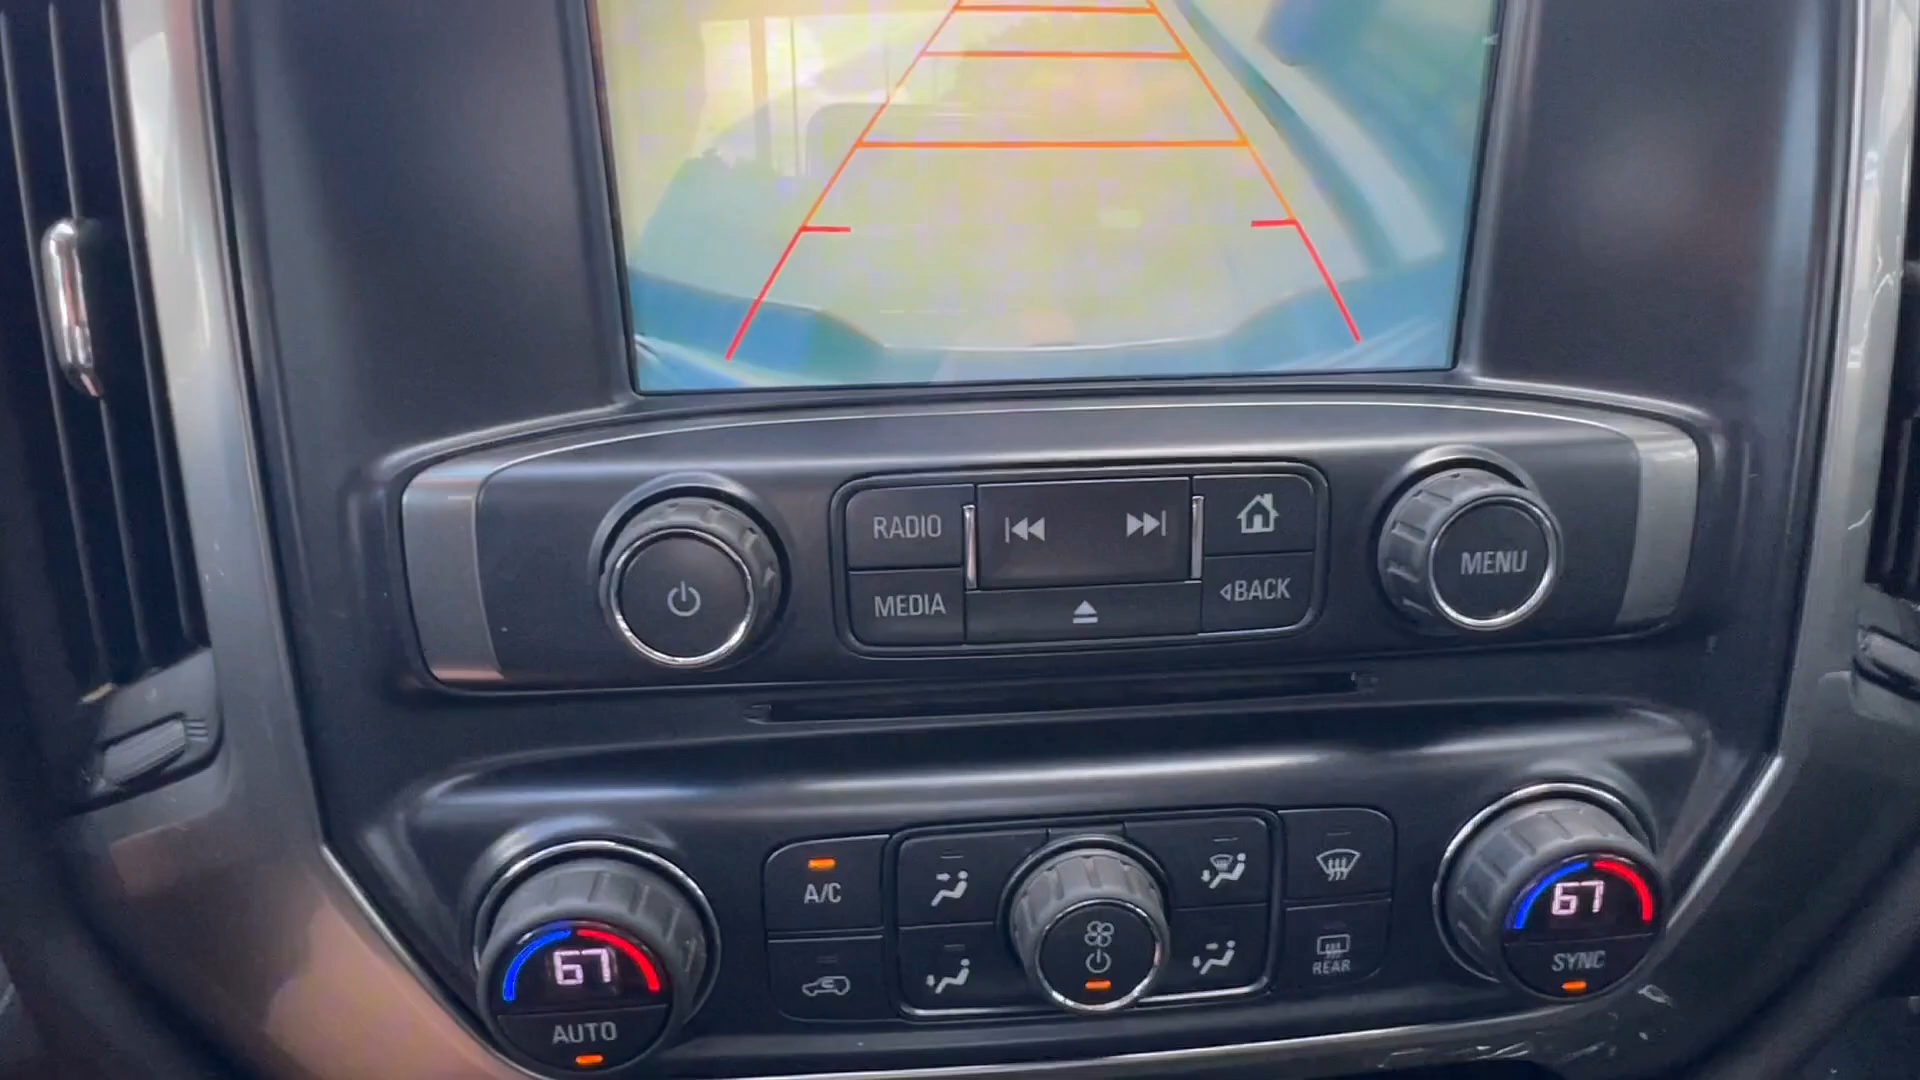 RADIO
MEDIA
◁BACK
MENU
A/C
67
AUTO
REAR
67
SYNC